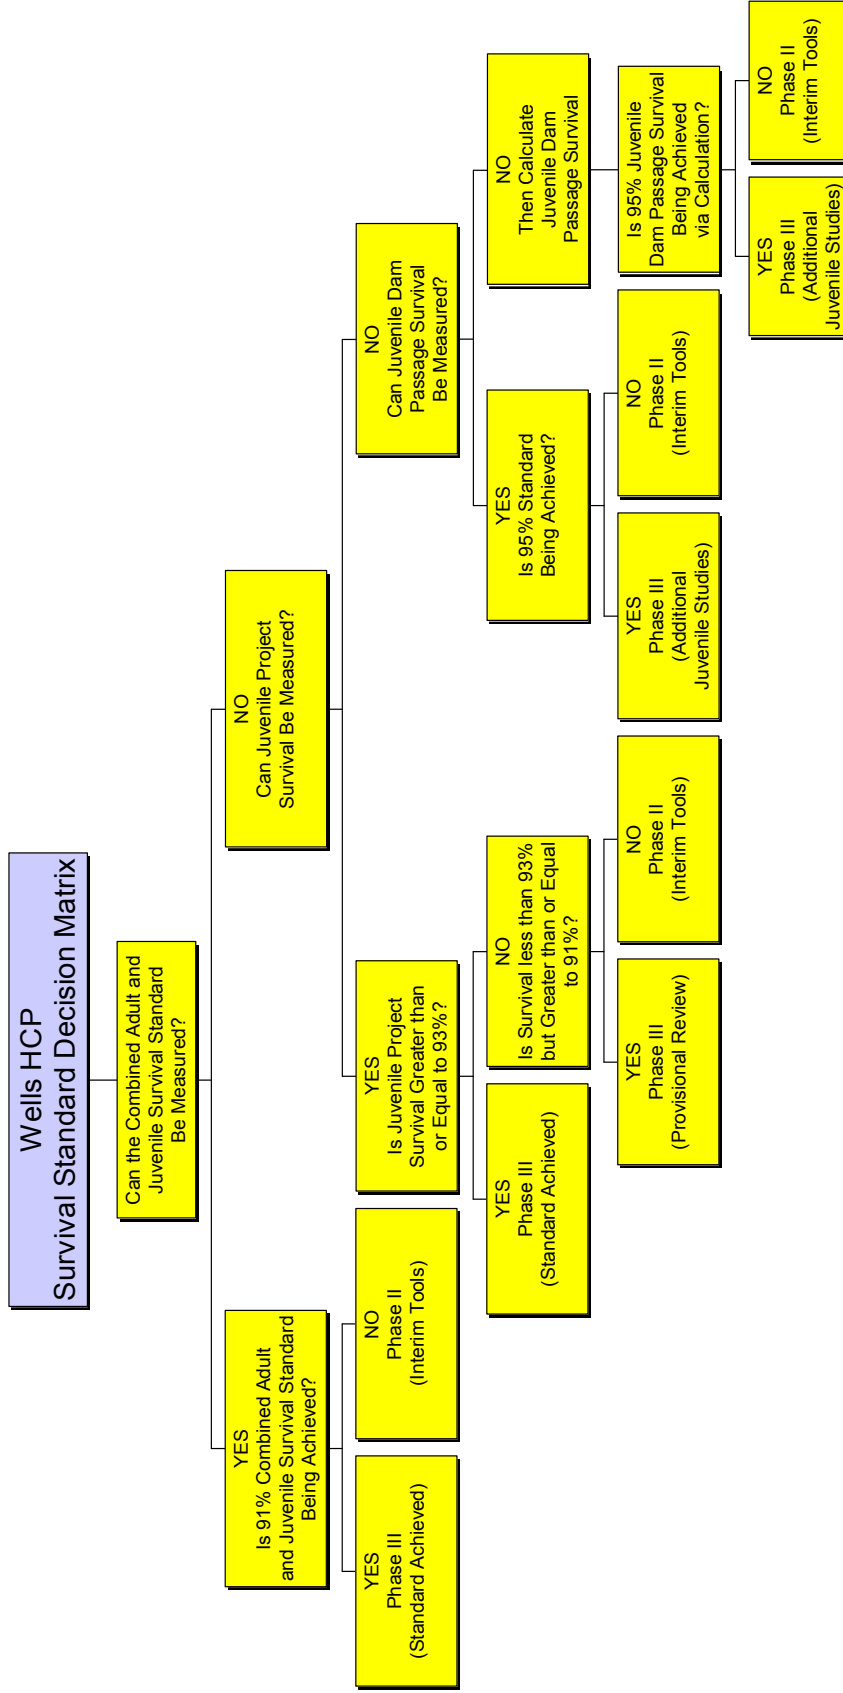 Wells HCP
Survival Standard Decision Matrix
Can the Combined Adult and
Juvenile Survival Standard
Be Measured?
YES
Is 91% Combined Adult
and Juvenile Survival Standard
Being Achieved?
NO
Can Juvenile Project
Survival Be Measured?
YES
Phase III
(Standard Achieved)
NO
Phase II
(Interim Tools)
YES
Is Juvenile Project
Survival Greater than
or Equal to 93%?
NO
Can Juvenile Dam
Passage Survival
Be Measured?
YES
Phase III
(Standard Achieved)
NO
Is Survival less than 93%
but Greater than or Equal
to 91%?
YES
Is 95% Standard
Being Achieved?
NO
Then Calculate
Juvenile Dam
Passage Survival
YES
Phase III
(Provisional Review)
NO
Phase II
(Interim Tools)
YES
Phase III
(Additional
Juvenile Studies)
NO
Phase II
(Interim Tools)
Is 95% Juvenile
Dam Passage Survival
Being Achieved
via Calculation?
YES
Phase III
(Additional
Juvenile Studies)
NO
Phase II
(Interim Tools)